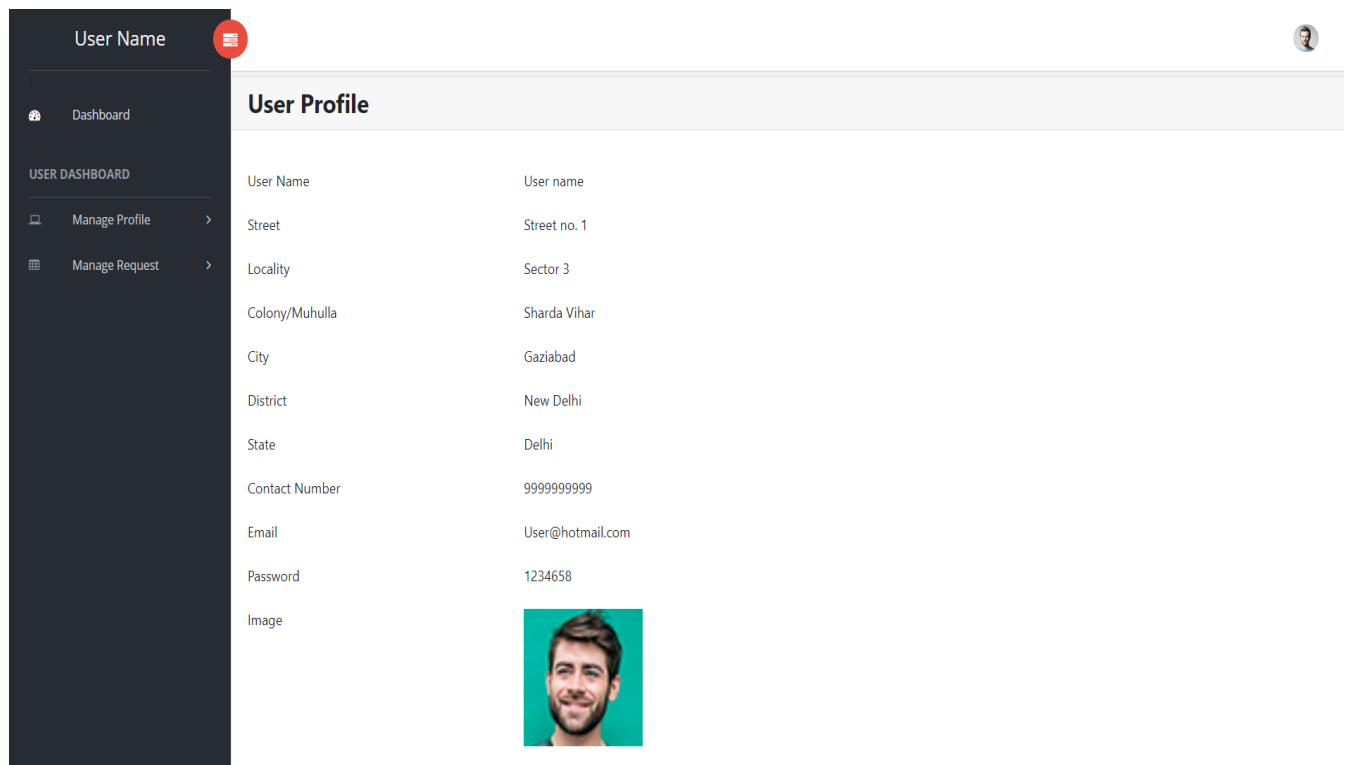 User Name
Dashboard
USER DASHBOARD
Manage Profile
Manage Request
User Profile
User Name User name
Street Street no. 1
Locality Sector 3
Colony/Muhulla Sharda Vihar
City Gaziabad
District New Delhi
State Delhi
Contact Number 9999999999
Email User@hotmail.com
Password 1234658
Image